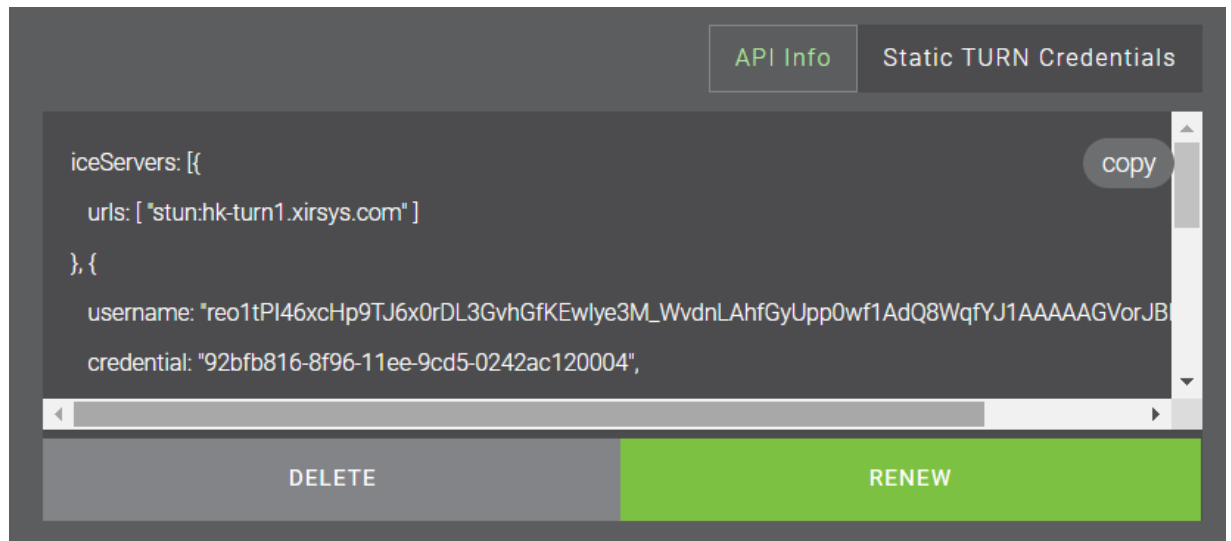 API Info
Static TURN Credentials
copy
iceServers: [{
urls: [ "stun:hk-turn1.xirsys.com" ]
}, {
username: "reo1tPI46xcHp9TJ6x0rDL3GvhGfKEwlye3M_WvdnLAhfGyUpp0wf1AdQ8WqfYJ1AAAAAGVorJB
credential: "92bfb816-8f96-11ee-9cd5-0242ac120004",
DELETE
RENEW